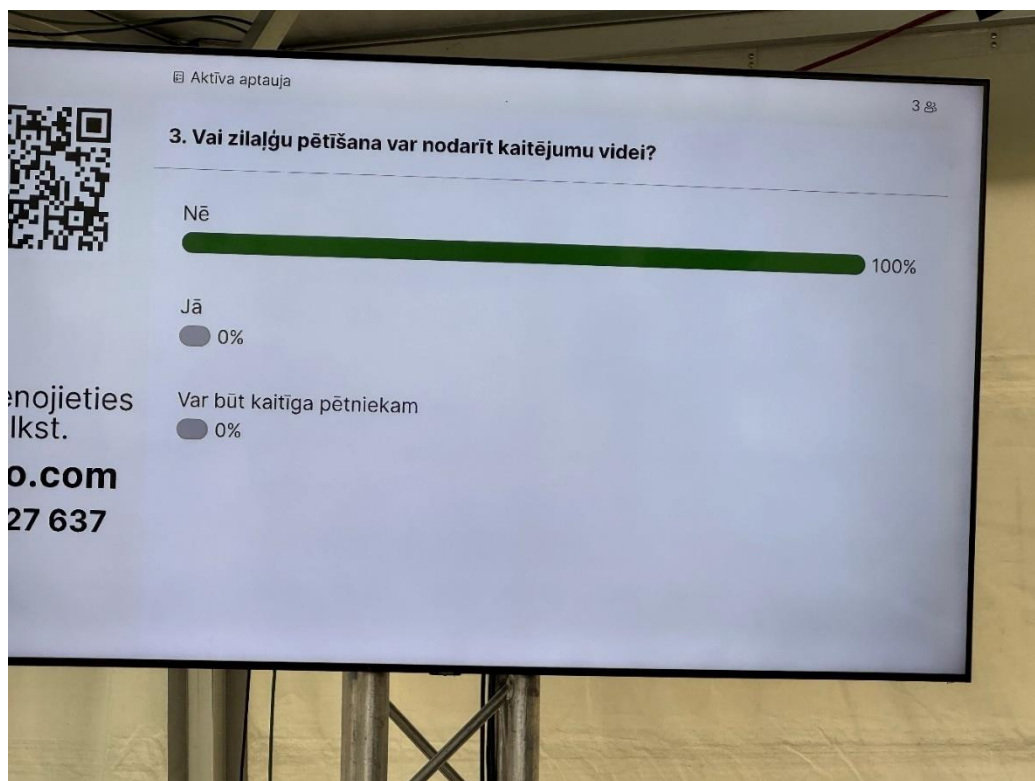 Aktīva aptauja
3
3. Vai zilaļģu pētīšana var nodarīt kaitējumu videi?
Nē
100%
Jā
0%
Var būt kaitīga pētniekam
0%
enojieties
lkst.
o.com
27 637